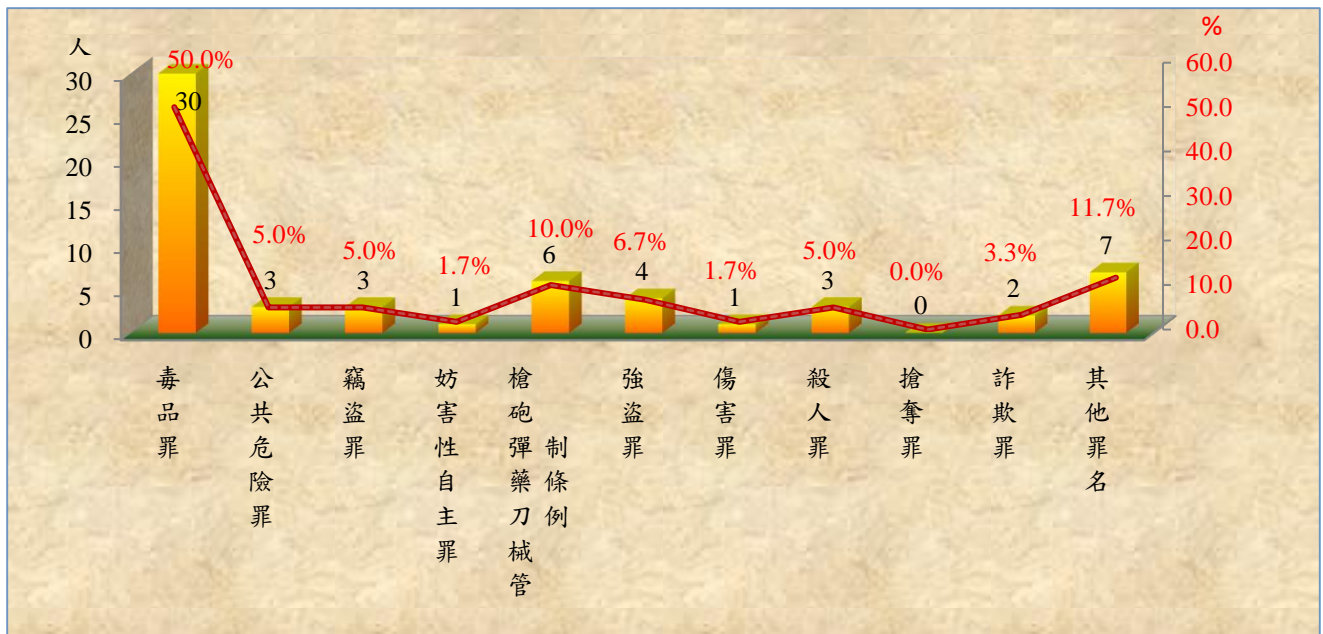 人
%
30
25
20
15
10
5
0
60.0
50.0
40.0
30.0
20.0
10.0
0.0
50.0%
5.0%
5.0%
1.7%
10.0%
6.7%
1.7%
5.0%
0.0%
3.3%
11.7%
30
3
3
1
6
4
1
3
0
2
7
毒品罪
公共危險罪
竊盜罪
妨害性自主罪
槍砲彈藥刀械管
制條例
強盜罪
傷害罪
殺人罪
搶奪罪
詐欺罪
其他罪名